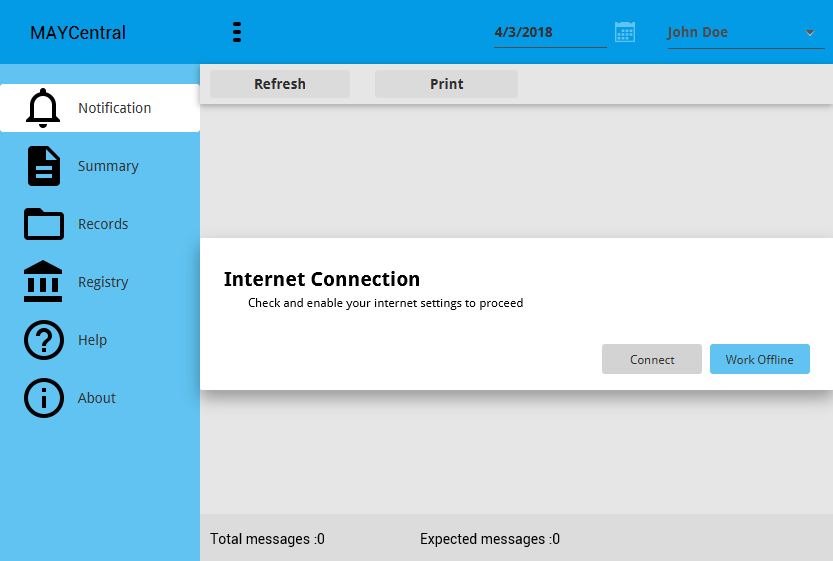 MAYCentral
4/3/2018
John Doe
Refresh
Print
Notification
Summary
Records
Registry
Help
About
Internet Connection
Check and enable your internet settings to proceed
Connect
Work Offline
Total messages :0
Expected messages :0